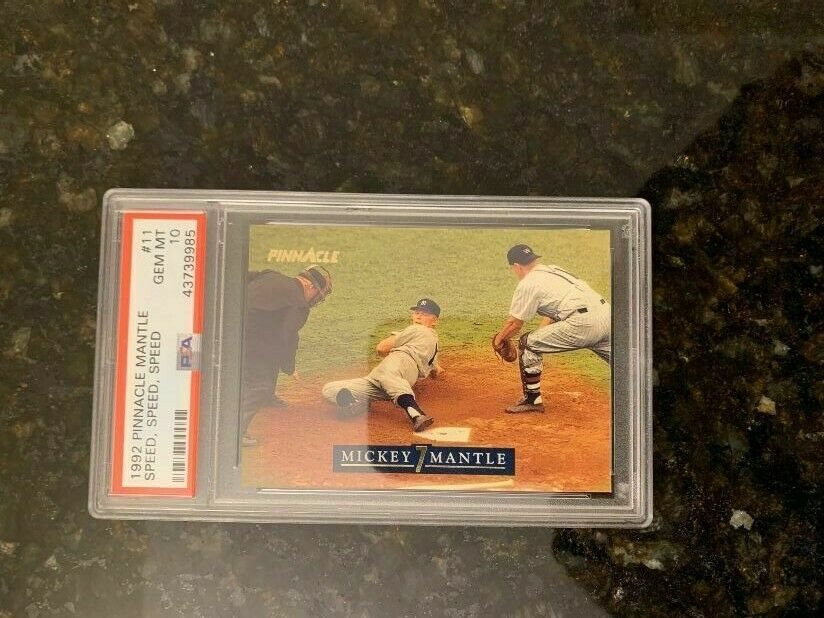 1992 PINNACLE MANTLE #11
SPEED, SPEED, SPEED GEM MT 10
PSA 43739985
PINNACLE
MICKEY 7 MANTLE